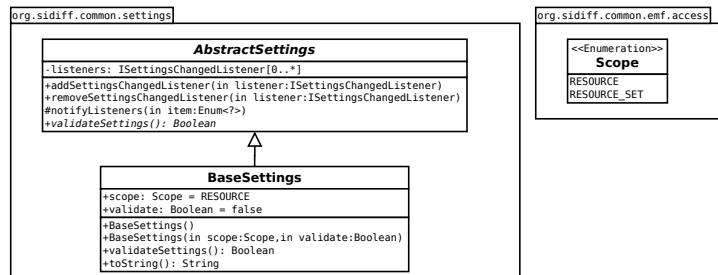 org.sidiff.common.settings
AbstractSettings
-listeners: ISettingsChangedListener[0..*]
+addSettingsChangedListener(in listener:ISettingsChangedListener)
+removeSettingsChangedListener(in listener:ISettingsChangedListener)
#notifyListeners(in item:Enum<?>)
+validateSettings(): Boolean
BaseSettings
+scope: Scope = RESOURCE
+validate: Boolean = false
+BaseSettings()
+BaseSettings(in scope:Scope,in validate:Boolean)
+validateSettings(): Boolean
+toString(): String
org.sidiff.common.emf.access
<<Enumeration>>
Scope
RESOURCE
RESOURCE_SET